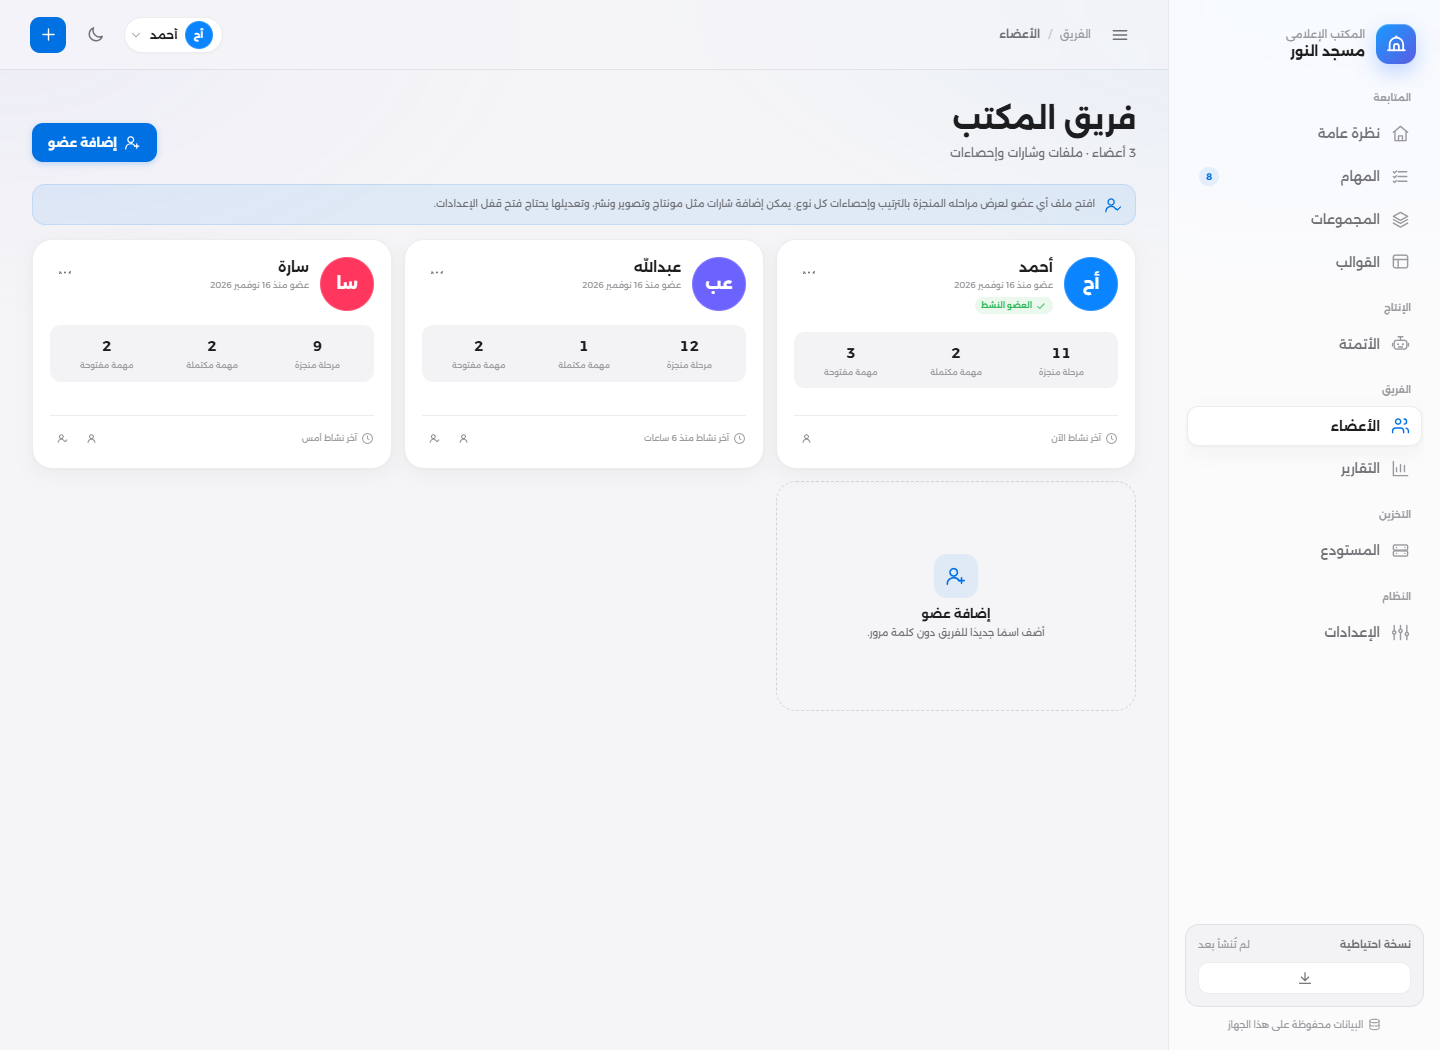 المكتب الإعلامي
مسجد النور
المتابعة
نظرة عامة
المهام
8
المجموعات
القوالب
الإنتاج
الأتمتة
الفريق
الأعضاء
التقارير
التخزين
المستودع
النظام
الإعدادات
نسخة احتياطية
لم تُنشأ بعد
البيانات محفوظة على هذا الجهاز
الفريق / الأعضاء
أح
أحمد
فريق المكتب
3 أعضاء · ملفات وشارات وإحصاءات
إضافة عضو
افتح ملف أي عضو لعرض مراحله المنجزة بالترتيب وإحصاءات كل نوع. يمكن إضافة شارات مثل مونتاج وتصوير ونشر، وتعديلها يحتاج فتح قفل الإعدادات.
أح
أحمد
عضو منذ 16 نوفمبر 2026
العضو النشط
11 2 3
مرحلة منجزة مهمة مكتملة مهمة مفتوحة
آخر نشاط الآن
عب
عبدالله
عضو منذ 16 نوفمبر 2026
12 1 2
مرحلة منجزة مهمة مكتملة مهمة مفتوحة
آخر نشاط منذ 6 ساعات
سا
سارة
عضو منذ 16 نوفمبر 2026
9 2 2
مرحلة منجزة مهمة مكتملة مهمة مفتوحة
آخر نشاط أمس
إضافة عضو
أضف اسمًا جديدًا للفريق دون كلمة مرور.